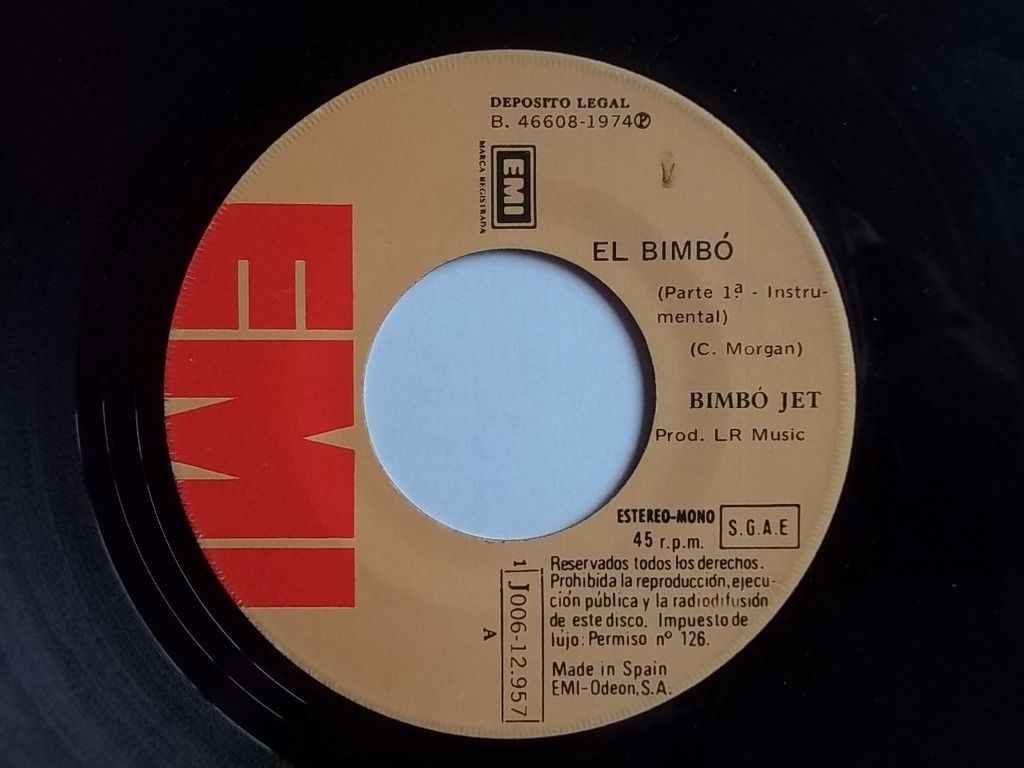 DEPOSITO LEGAL
B. 46608-1974 Ⓟ
EMI
MARCA REGISTRADA
EMI
EL BIMBÓ
(Parte 1ª - Instru-
mental)
(C. Morgan)
BIMBÓ JET
Prod. LR Music
ESTEREO-MONO
45 r.p.m.
S.G.A.E
Reservados todos los derechos.
Prohibida la reproducción, ejecu-
ción pública y la radiodifusión
de este disco. Impuesto de
lujo: Permiso nº 126.
Made in Spain
EMI-Odeon, S.A.
1 J006-12.957
A